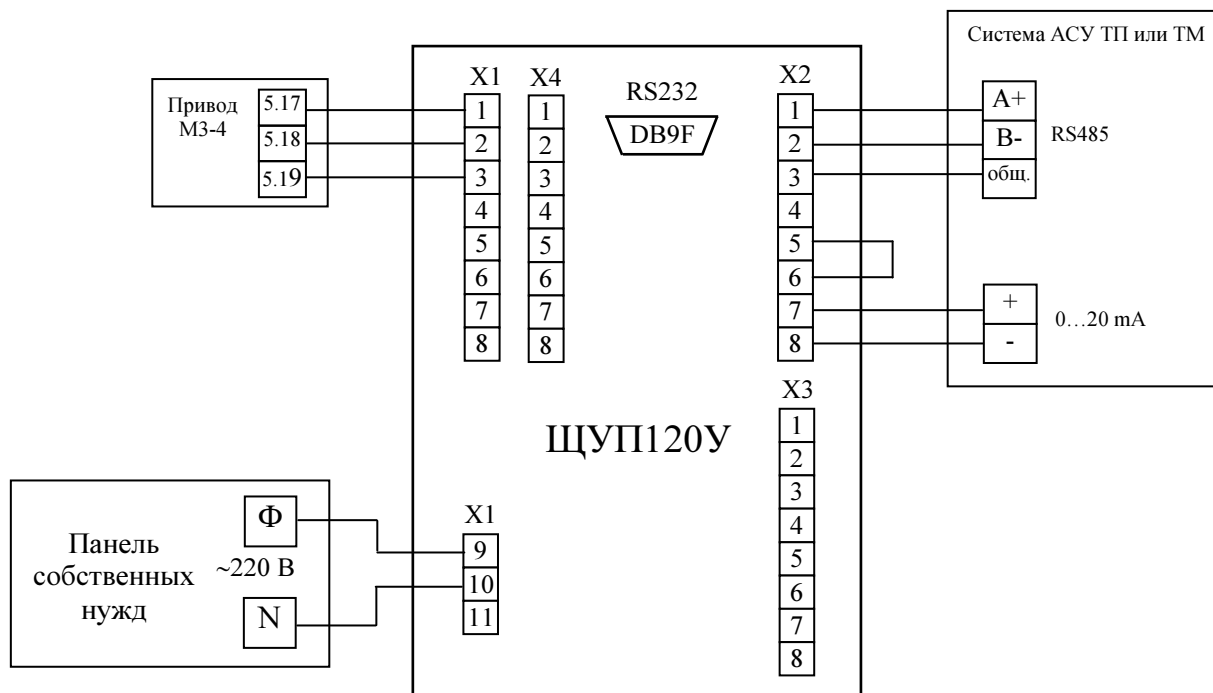 Система АСУ ТП или ТМ
Привод
М3-4
5.17
5.18
5.19
X1
1
2
3
4
5
6
7
8
X4
1
2
3
4
5
6
7
8
RS232
DB9F
X2
1
2
3
4
5
6
7
8
A+
B-
общ.
RS485
+
-
0…20 mA
X3
1
2
3
4
5
6
7
8
ЩУП120У
Панель
собственных
нужд
Ф
~220 В
N
X1
9
10
11